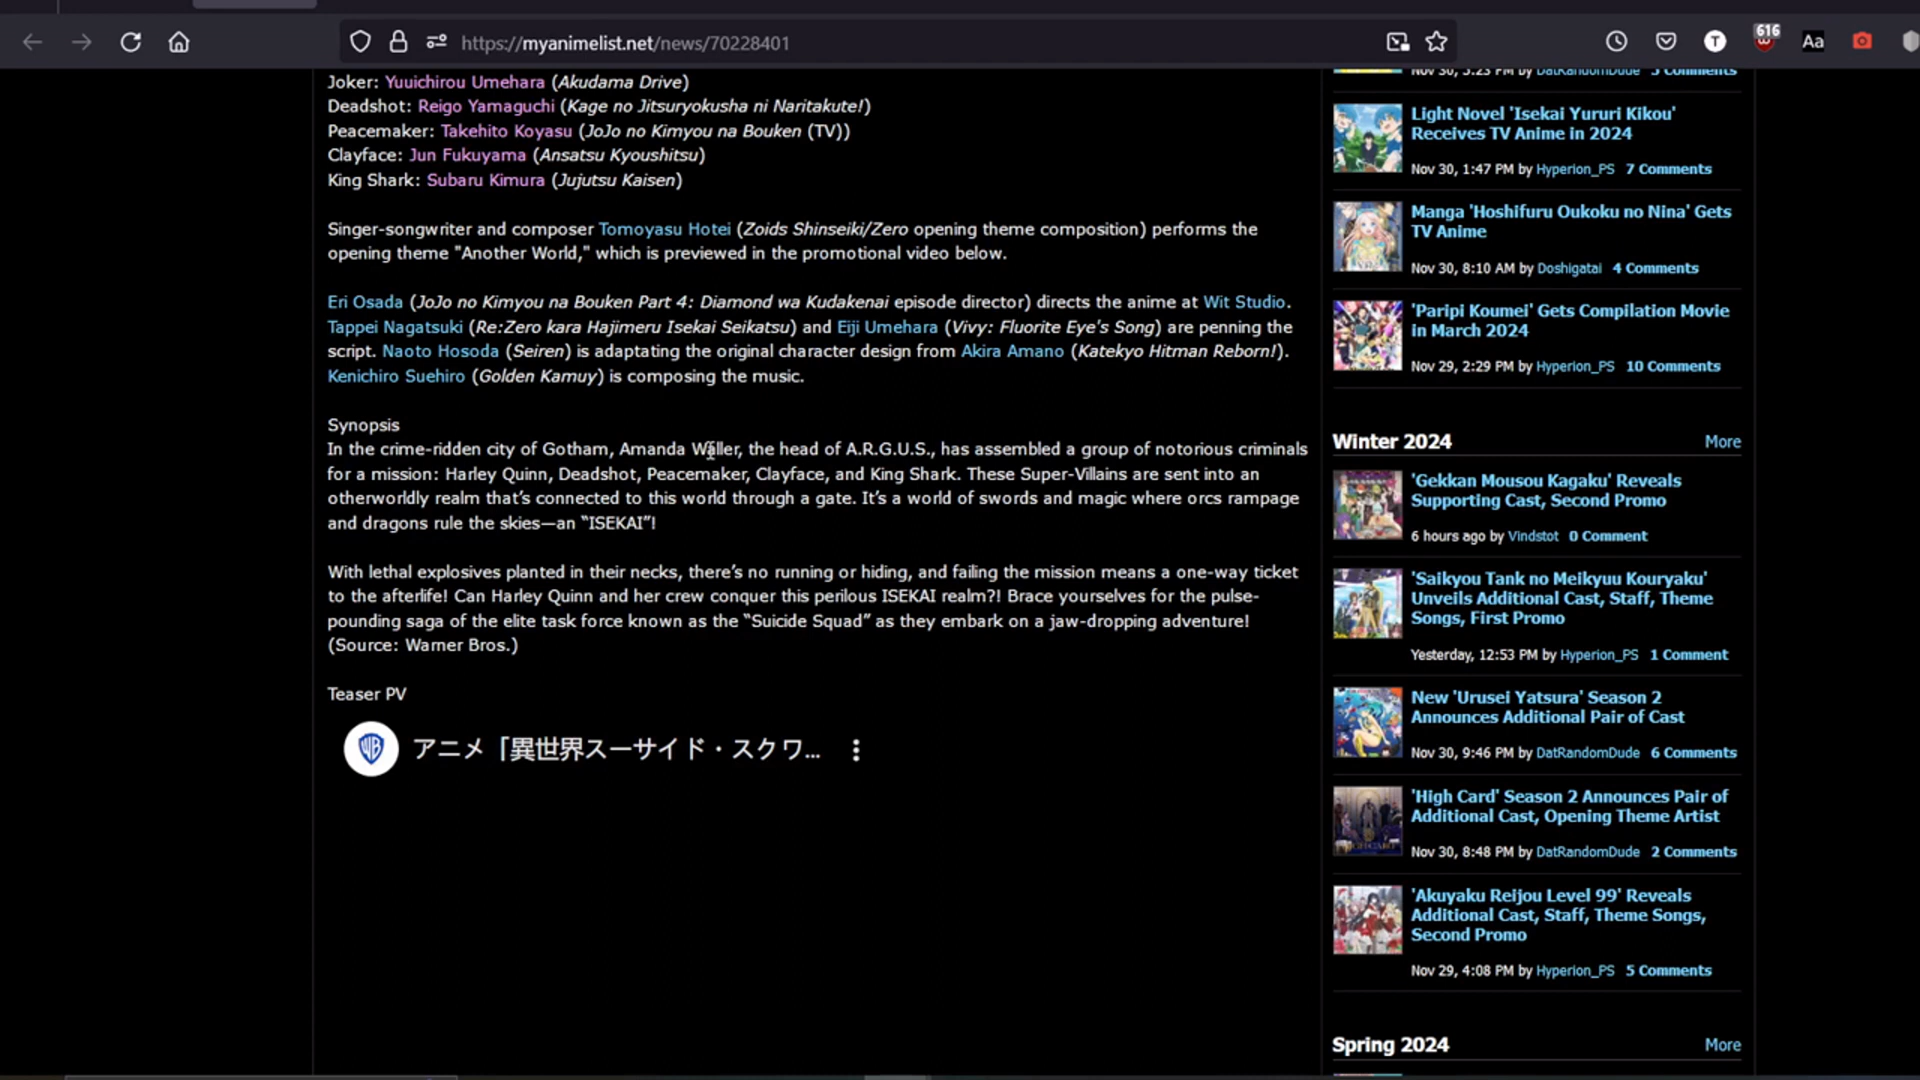 https://myanimelist.net/news/70228401
616
T
Aa
Joker: Yuuichirou Umehara (Akudama Drive)
Deadshot: Reigo Yamaguchi (Kage no Jitsuryokusha ni Naritakute!)
Peacemaker: Takehito Koyasu (JoJo no Kimyou na Bouken (TV))
Clayface: Jun Fukuyama (Ansatsu Kyoushitsu)
King Shark: Subaru Kimura (Jujutsu Kaisen)
Singer-songwriter and composer Tomoyasu Hotei (Zoids Shinseiki/Zero opening theme composition) performs the
opening theme "Another World," which is previewed in the promotional video below.
Eri Osada (JoJo no Kimyou na Bouken Part 4: Diamond wa Kudakenai episode director) directs the anime at Wit Studio.
Tappei Nagatsuki (Re:Zero kara Hajimeru Isekai Seikatsu) and Eiji Umehara (Vivy: Fluorite Eye's Song) are penning the
script. Naoto Hosoda (Seiren) is adaptating the original character design from Akira Amano (Katekyo Hitman Reborn!).
Kenichiro Suehiro (Golden Kamuy) is composing the music.
Synopsis
In the crime-ridden city of Gotham, Amanda Waller, the head of A.R.G.U.S., has assembled a group of notorious criminals
for a mission: Harley Quinn, Deadshot, Peacemaker, Clayface, and King Shark. These Super-Villains are sent into an
otherworldly realm that's connected to this world through a gate. It's a world of swords and magic where orcs rampage
and dragons rule the skies—an “ISEKAI”!
With lethal explosives planted in their necks, there's no running or hiding, and failing the mission means a one-way ticket
to the afterlife! Can Harley Quinn and her crew conquer this perilous ISEKAI realm?! Brace yourselves for the pulse-
pounding saga of the elite task force known as the “Suicide Squad” as they embark on a jaw-dropping adventure!
(Source: Warner Bros.)
Teaser PV
アニメ「異世界スーサイド・スクワ...
Nov 30, 3:23 PM by DatRandomDude 5 Comments
Light Novel 'Isekai Yururi Kikou'
Receives TV Anime in 2024
Nov 30, 1:47 PM by Hyperion_PS 7 Comments
Manga 'Hoshifuru Oukoku no Nina' Gets
TV Anime
Nov 30, 8:10 AM by Doshigatai 4 Comments
'Paripi Koumei' Gets Compilation Movie
in March 2024
Nov 29, 2:29 PM by Hyperion_PS 10 Comments
Winter 2024 More
'Gekkan Mousou Kagaku' Reveals
Supporting Cast, Second Promo
6 hours ago by Vindstot 0 Comment
'Saikyou Tank no Meikyuu Kouryaku'
Unveils Additional Cast, Staff, Theme
Songs, First Promo
Yesterday, 12:53 PM by Hyperion_PS 1 Comment
New 'Urusei Yatsura' Season 2
Announces Additional Pair of Cast
Nov 30, 9:46 PM by DatRandomDude 6 Comments
'High Card' Season 2 Announces Pair of
Additional Cast, Opening Theme Artist
Nov 30, 8:48 PM by DatRandomDude 2 Comments
'Akuyaku Reijou Level 99' Reveals
Additional Cast, Staff, Theme Songs,
Second Promo
Nov 29, 4:08 PM by Hyperion_PS 5 Comments
Spring 2024 More